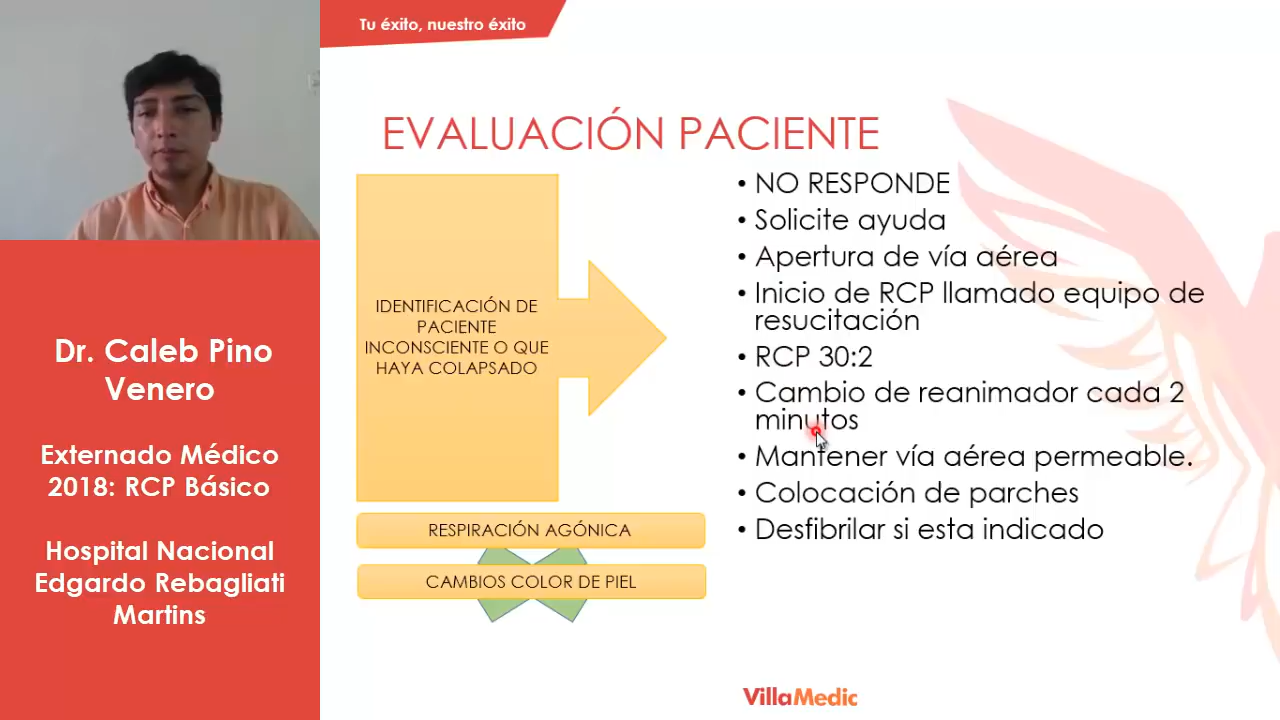 Tu éxito, nuestro éxito
EVALUACIÓN PACIENTE
IDENTIFICACIÓN DE
PACIENTE
INCONSCIENTE O QUE
HAYA COLAPSADO
RESPIRACIÓN AGÓNICA
CAMBIOS COLOR DE PIEL
• NO RESPONDE
• Solicite ayuda
• Apertura de vía aérea
• Inicio de RCP llamado equipo de
resucitación
• RCP 30:2
• Cambio de reanimador cada 2
minutos
• Mantener vía aérea permeable.
• Colocación de parches
• Desfibrilar si esta indicado
Dr. Caleb Pino
Venero
Externado Médico
2018: RCP Básico
Hospital Nacional
Edgardo Rebagliati
Martins
VillaMedic